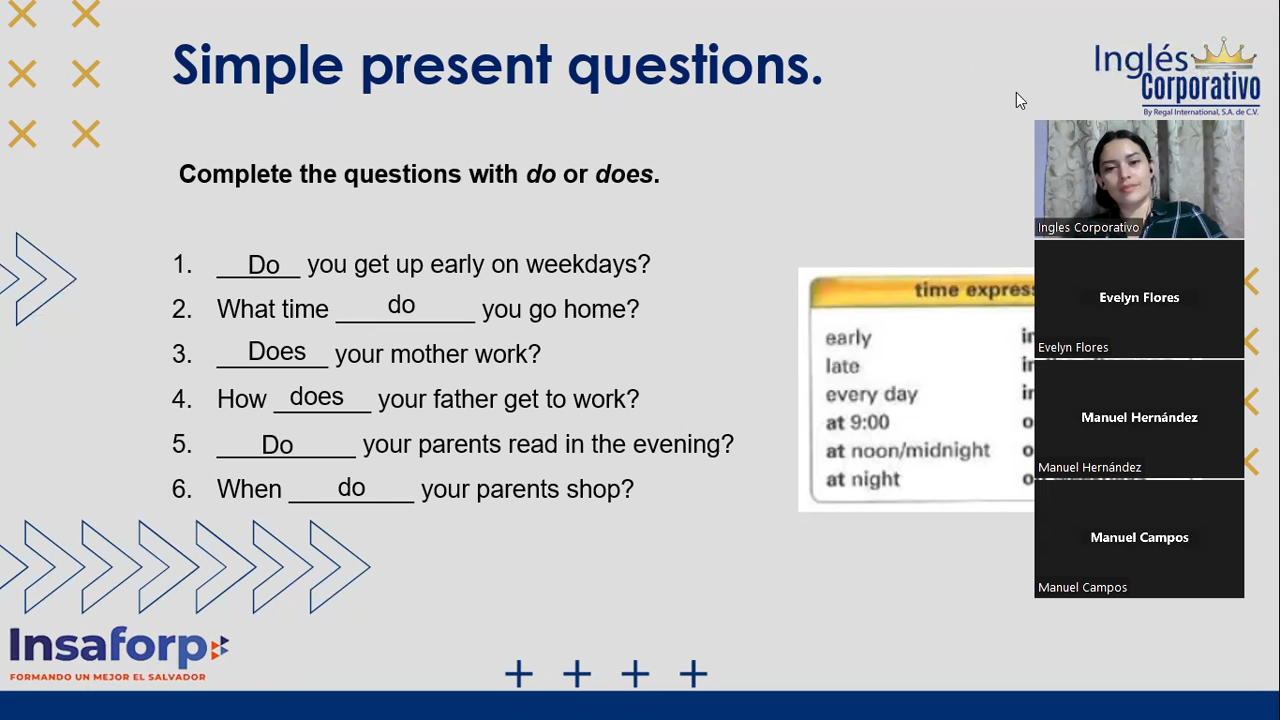 Simple present questions.
Inglés
Corporativo
By Regal International, S.A. de C.V.
Complete the questions with do or does.
1. Do you get up early on weekdays?
2. What time do you go home?
3. Does your mother work?
4. How does your father get to work?
5. Do your parents read in the evening?
6. When do your parents shop?
time
early
late
every day
at 9:00
at noon/midnight
at night
Ingles Corporativo
Evelyn Flores
Evelyn Flores
Manuel Hernández
Manuel Hernández
Manuel Campos
Manuel Campos
Insaforp
FORMANDO UN MEJOR EL SALVADOR